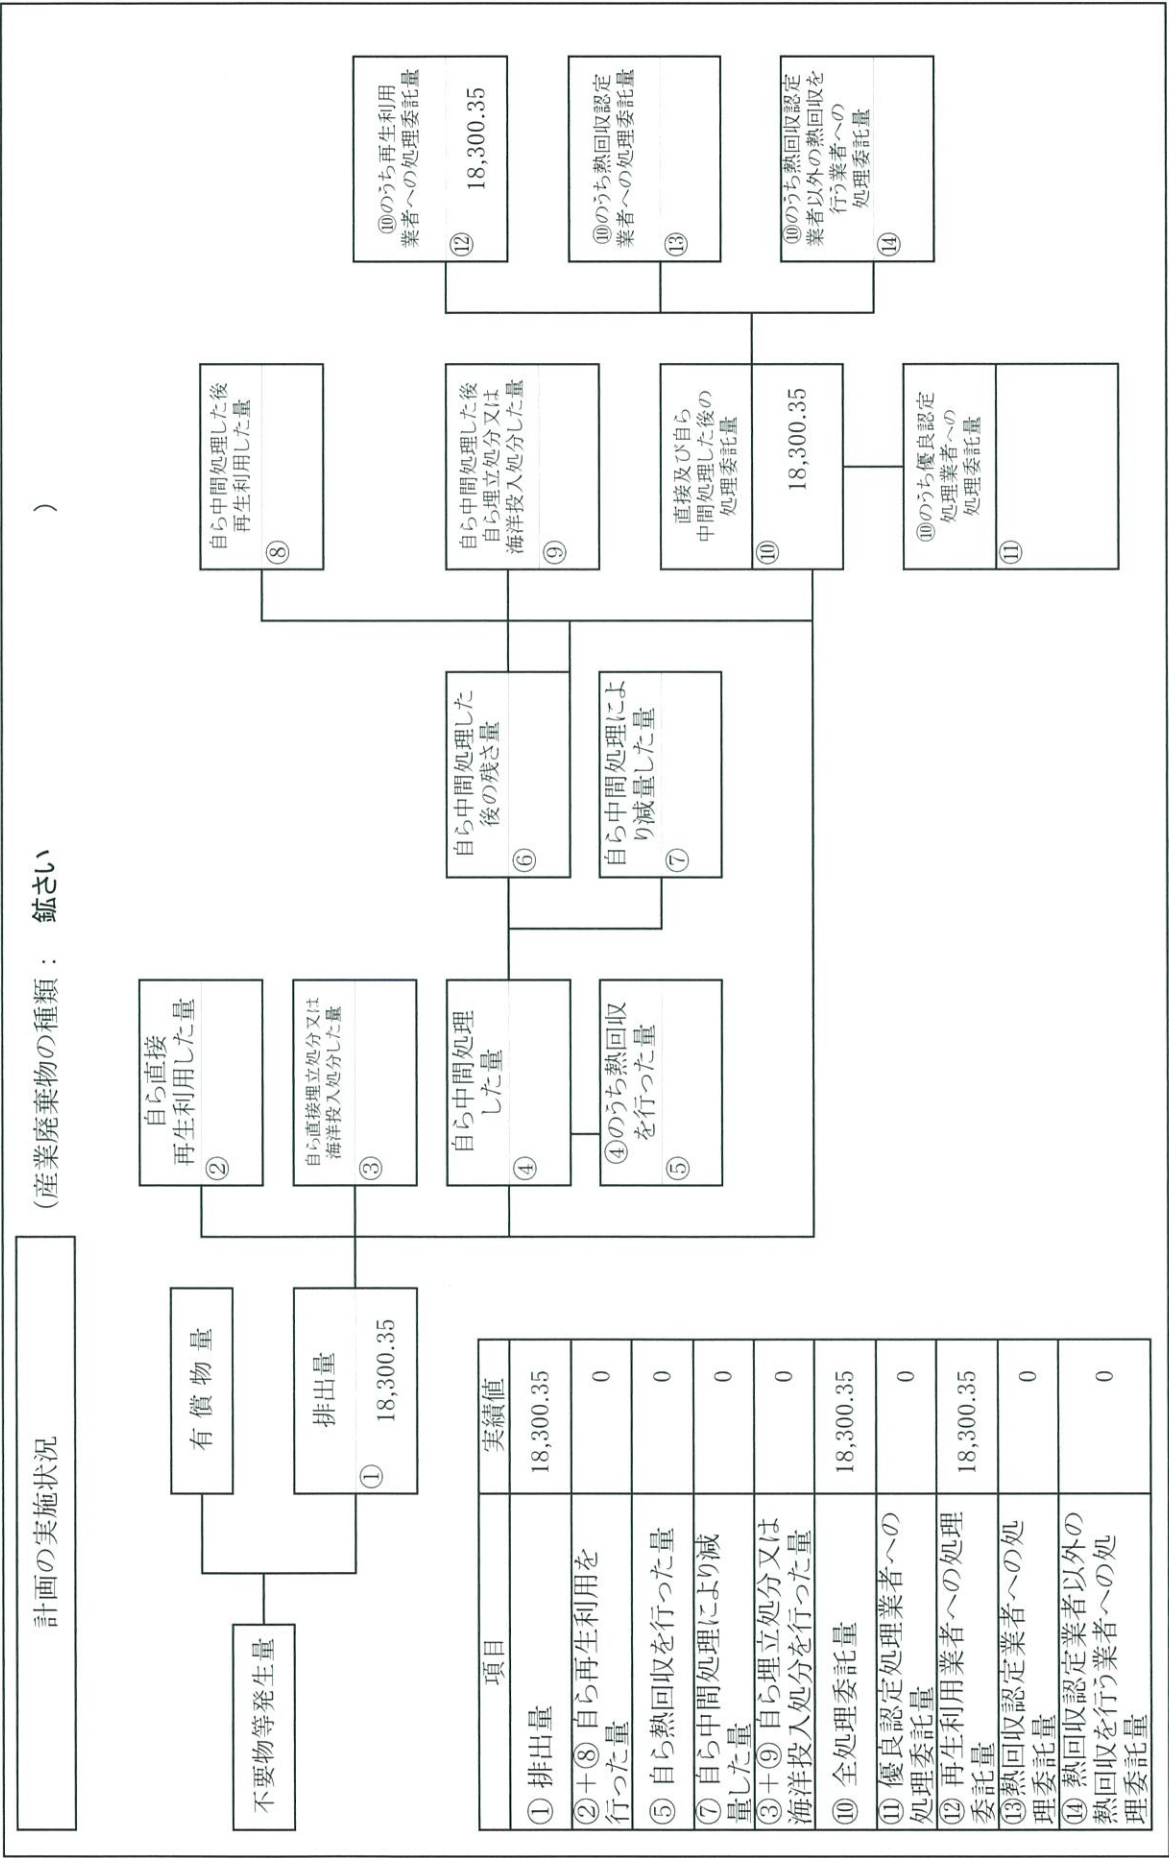 計画の実施状況
(産業廃棄物の種類： 鉱さい )
不要物等発生量
有 償 物 量
排出量
① 18,300.35
自ら直接
再生利用した量
②
自ら直接埋立処分又は
海洋投入処分した量
③
自ら中間処理
した量
④
④のうち熱回収
を行った量
⑤
自ら中間処理した
後の残さ量
⑥
自ら中間処理によ
り減量した量
⑦
自ら中間処理した後
再生利用した量
⑧
自ら中間処理した後
自ら埋立処分又は
海洋投入処分した量
⑨
直接及び自ら
中間処理した後の
処理委託量
⑩ 18,300.35
⑩のうち優良認定
処理業者への
処理委託量
⑪
⑩のうち再生利用
業者への処理委託量
⑫ 18,300.35
⑩のうち熱回収認定
業者への処理委託量
⑬
⑩のうち熱回収認定
業者以外の熱回収を
行う業者への
処理委託量
⑭
項目 実績値
① 排出量 18,300.35
②＋⑧ 自ら再生利用を
行った量 0
⑤ 自ら熱回収を行った量 0
⑦ 自ら中間処理により減
量した量 0
③＋⑨ 自ら埋立処分又は
海洋投入処分を行った量 0
⑩ 全処理委託量 18,300.35
⑪ 優良認定処理業者への
処理委託量 0
⑫ 再生利用業者への処理
委託量 18,300.35
⑬熱回収認定業者への処
理委託量 0
⑭ 熱回収認定業者以外の
熱回収を行う業者への処
理委託量 0